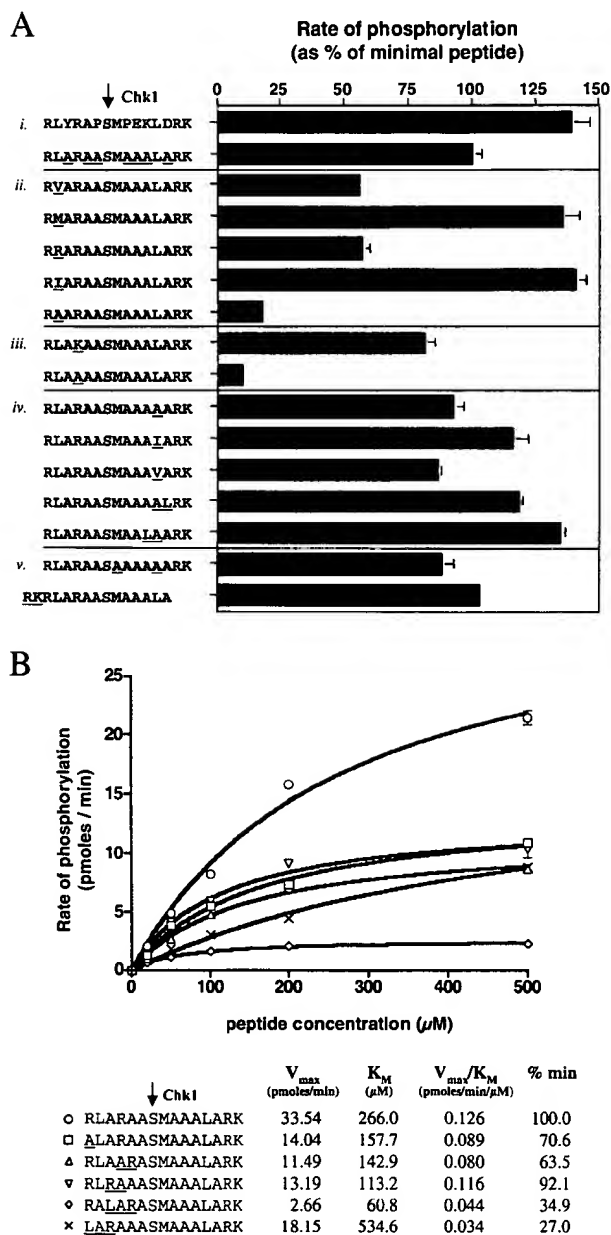 A
Rate of phosphorylation
(as % of minimal peptide)
Chk1
0 25 50 75 100 125 150
i. RLYRAPSMPEKLDRK
RLARAASMAAALARK
ii. RVARAASMAAALARK
RMARAASMAAALARK
RRARAASMAAALARK
RIARAASMAAALARK
RAARAASMAAALARK
iii. RLAKAASMAAALARK
RLAAAASMAAALARK
iv. RLARAASMAAAAARK
RLARAASMAAAIARK
RLARAASMAAAVARK
RLARAASMAAAALRK
RLARAASMAALAARK
v. RLARAASAAAAAARK
RKRLARAASMAAALA
B
Rate of phosphorylation
(pmoles / min)
25
20
15
10
5
0
0 100 200 300 400 500
peptide concentration (µM)
Chk1 Vmax (pmoles/min) KM (µM) Vmax/KM (pmoles/min/µM) % min
RLARAASMAAALARK 33.54 266.0 0.126 100.0
ALARAASMAAALARK 14.04 157.7 0.089 70.6
RLAARASMAAALARK 11.49 142.9 0.080 63.5
RLRAAASMAAALARK 13.19 113.2 0.116 92.1
RALARASMAAALARK 2.66 60.8 0.044 34.9
LARAAASMAAALARK 18.15 534.6 0.034 27.0